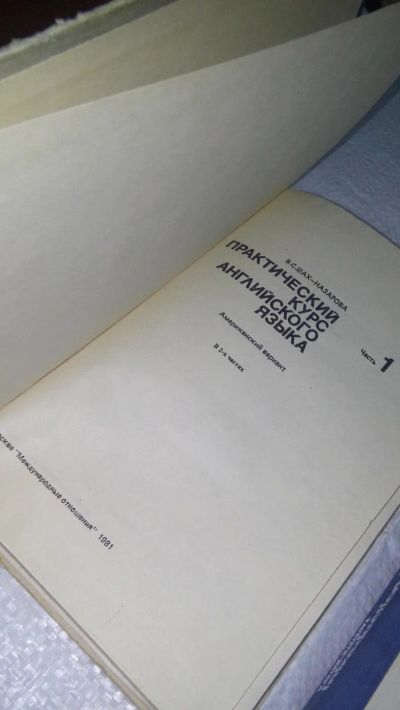 В.С.ШАХ-НАЗАРОВА
ПРАКТИЧЕСКИЙ
КУРС
АНГЛИЙСКОГО
ЯЗЫКА
Часть 1
Американский вариант
В 2-х частях
"Международные отношения" 1981